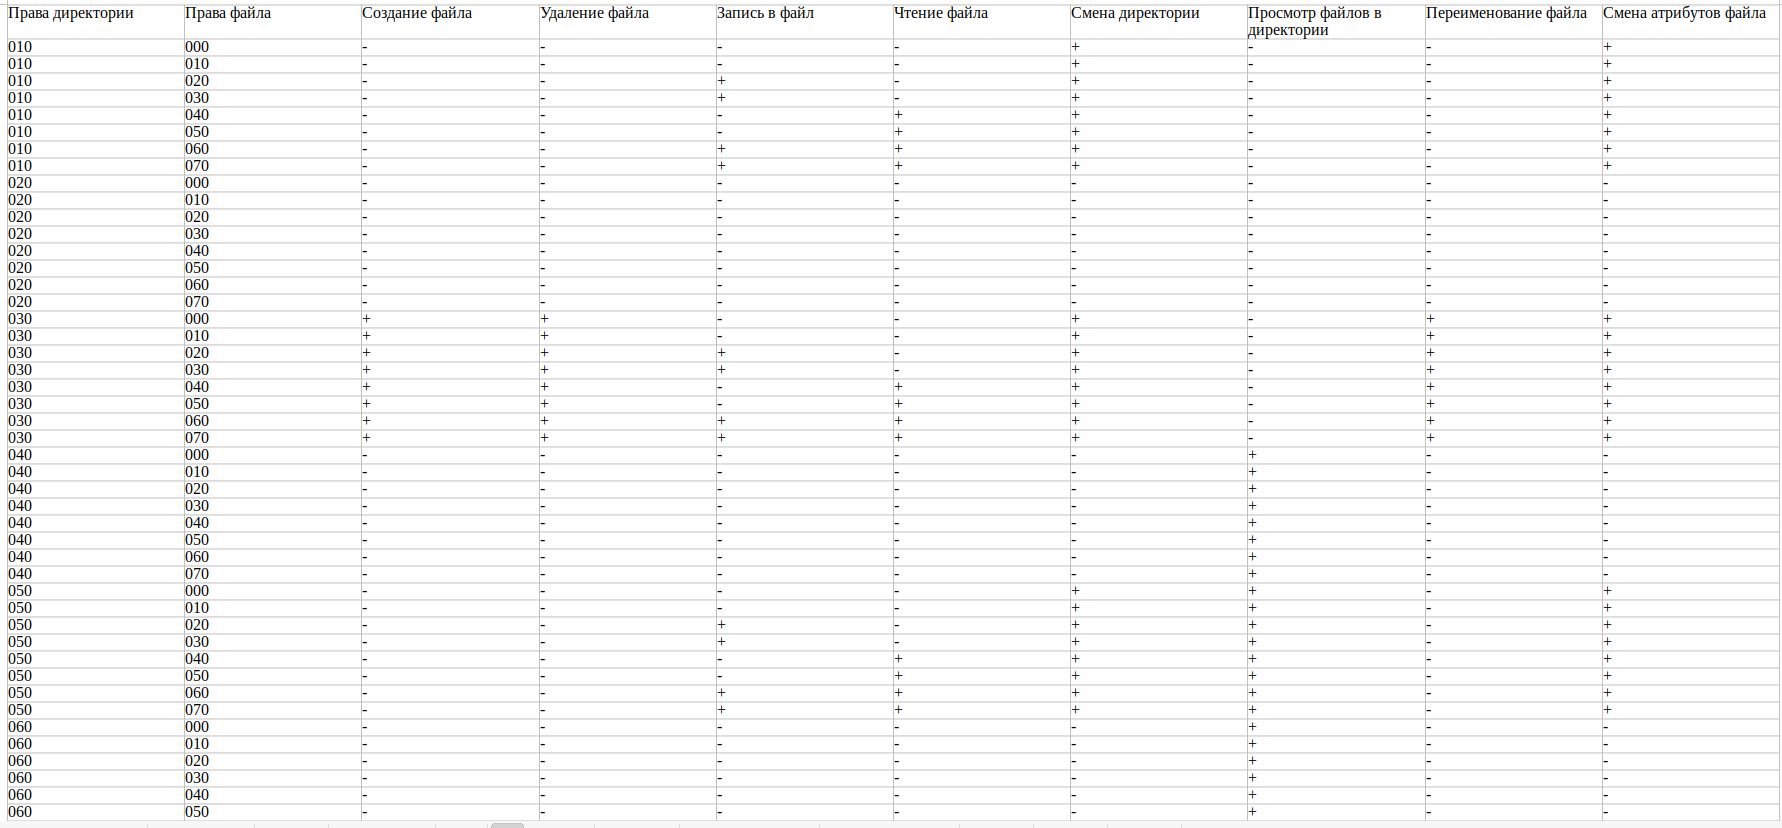 Права директории Права файла Создание файла Удаление файла Запись в файл Чтение файла Смена директории Просмотр файлов в директории Переименование файла Смена атрибутов файла
010 000 - - - - + - - +
010 010 - - - - + - - +
010 020 - - + - + - - +
010 030 - - + - + - - +
010 040 - - - + + - - +
010 050 - - - + + - - +
010 060 - - + + + - - +
010 070 - - + + + - - +
020 000 - - - - - - - -
020 010 - - - - - - - -
020 020 - - - - - - - -
020 030 - - - - - - - -
020 040 - - - - - - - -
020 050 - - - - - - - -
020 060 - - - - - - - -
020 070 - - - - - - - -
030 000 + + - - + - + +
030 010 + + - - + - + +
030 020 + + + - + - + +
030 030 + + + - + - + +
030 040 + + - + + - + +
030 050 + + - + + - + +
030 060 + + + + + - + +
030 070 + + + + + - + +
040 000 - - - - - + - -
040 010 - - - - - + - -
040 020 - - - - - + - -
040 030 - - - - - + - -
040 040 - - - - - + - -
040 050 - - - - - + - -
040 060 - - - - - + - -
040 070 - - - - - + - -
050 000 - - - - + + - +
050 010 - - - - + + - +
050 020 - - + - + + - +
050 030 - - + - + + - +
050 040 - - - + + + - +
050 050 - - - + + + - +
050 060 - - + + + + - +
050 070 - - + + + + - +
060 000 - - - - - + - -
060 010 - - - - - + - -
060 020 - - - - - + - -
060 030 - - - - - + - -
060 040 - - - - - + - -
060 050 - - - - - + - -